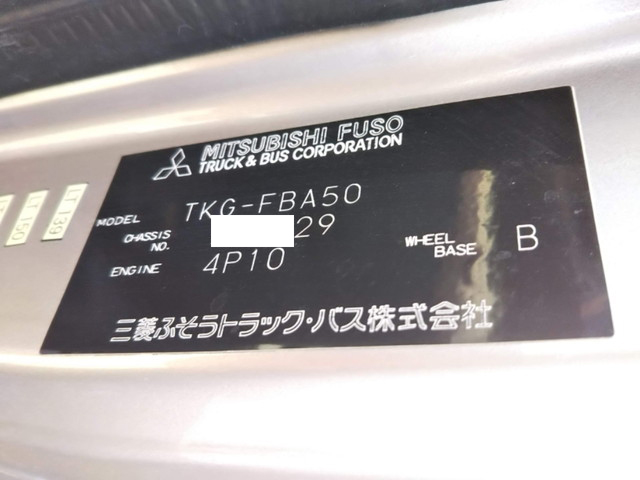 MITSUBISHI FUSO
TRUCK & BUS CORPORATION
MODEL TKG-FBA50
CHASSIS NO. 29
ENGINE 4P10
WHEEL BASE B
三菱ふそうトラック・バス株式会社